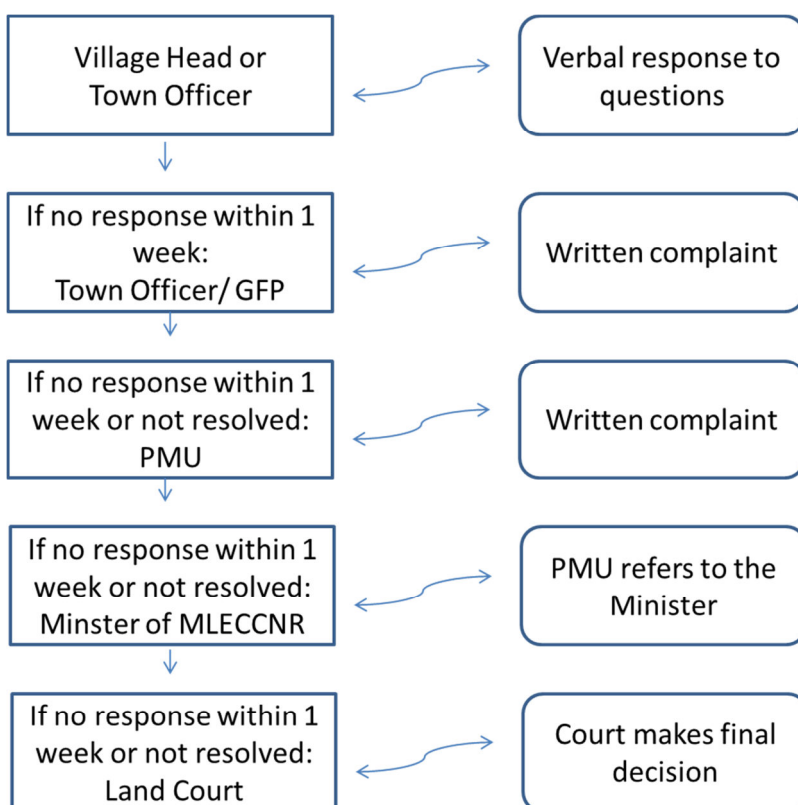 Village Head or
Town Officer
Verbal response to
questions
If no response within 1
week:
Town Officer/ GFP
Written complaint
If no response within 1
week or not resolved:
PMU
Written complaint
If no response within 1
week or not resolved:
Minster of MLECCNR
PMU refers to the
Minister
If no response within 1
week or not resolved:
Land Court
Court makes final
decision